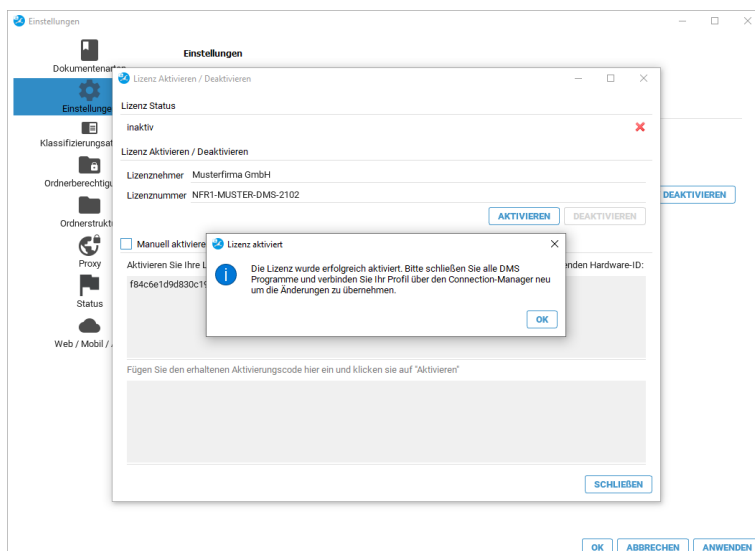 Einstellungen
Einstellungen
Dokumentenarten
Lizenz Aktivieren / Deaktivieren
Einstellunge
Lizenz Status
inaktiv
Klassifizierungsat
Lizenz Aktivieren / Deaktivieren
Ordnerberechtigu
Lizenznehmer Musterfirma GmbH
Lizenznummer NFR1-MUSTER-DMS-2102
DEAKTIVIEREN
Ordnerstruktu
AKTIVIEREN DEAKTIVIEREN
Manuell aktiviere
Lizenz aktiviert
Proxy
Aktivieren Sie Ihre L
enden Hardware-ID:
Die Lizenz wurde erfolgreich aktiviert. Bitte schließen Sie alle DMS
Programme und verbinden Sie Ihr Profil über den Connection-Manager neu
um die Änderungen zu übernehmen.
f84c6e1d9d830c19
Status
OK
Web / Mobil /
Fügen Sie den erhaltenen Aktivierungscode hier ein und klicken sie auf "Aktivieren"
SCHLIEßEN
OK ABBRECHEN ANWENDEN